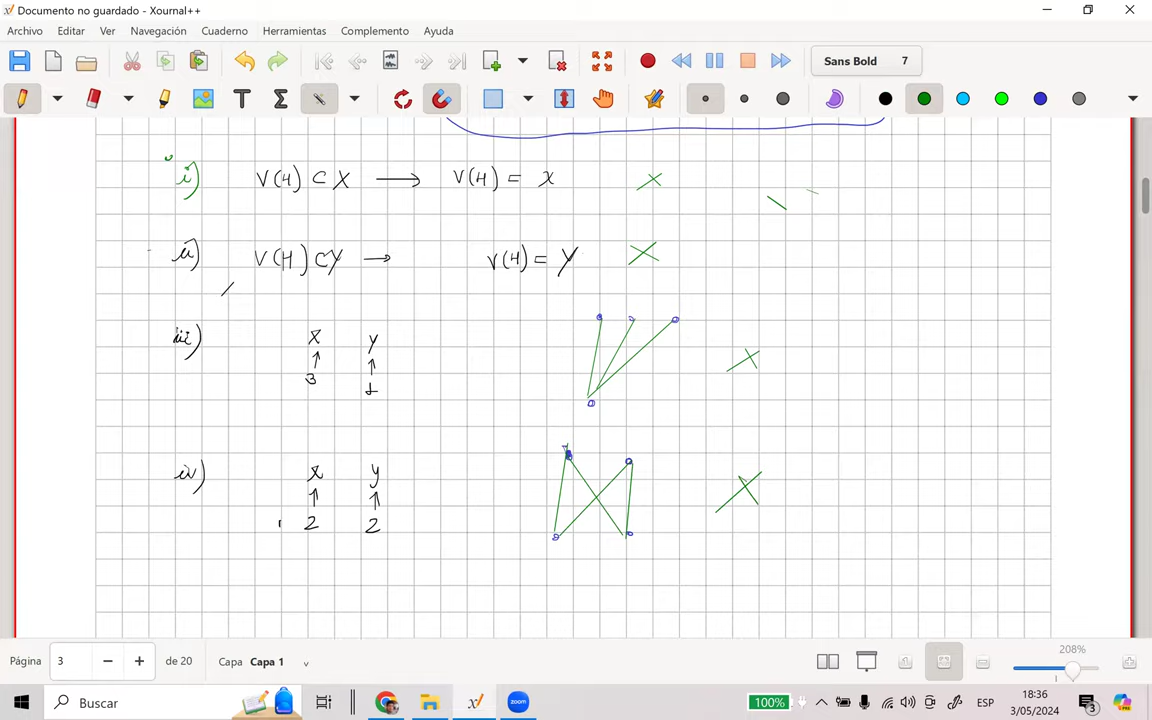 Documento no guardado - Xournal++
Archivo Editar Ver Navegación Cuaderno Herramientas Complemento Ayuda
Sans Bold 7
i) V(H) ⊂ X → V(H) = X X
ii) V(H) ⊂ Y → V(H) = Y X
iii) X Y
↑ ↑
3 1
X
iv) X Y
↑ ↑
2 2
X
Página 3 de 20 Capa Capa 1
208%
Buscar
zoom
100%
ESP
18:36
3/05/2024
3